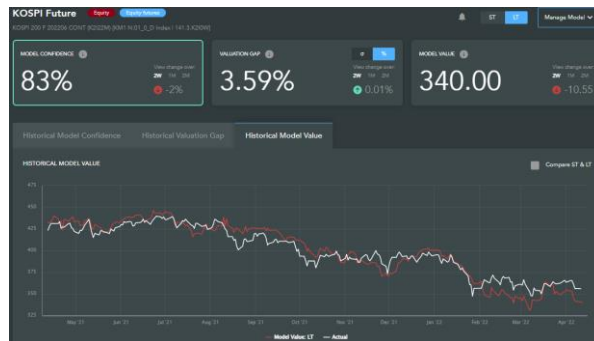 KOSPI Future Equity Equity futures
ST LT Manage Model
MODEL CONFIDENCE
83%
View change over
2W 1M 3M
-2%
VALUATION GAP
σ %
3.59%
View change over
2W 1M 3M
0.01%
MODEL VALUE
340.00
View change over
2W
-10.55
Historical Model Confidence Historical Valuation Gap Historical Model Value
HISTORICAL MODEL VALUE
Compare ST & LT
475
450
425
400
375
350
325
May '21 Jun '21 Jul '21 Aug '21 Sep '21 Oct '21 Nov '21 Dec '21 Jan '22 Feb '22 Mar '22 Apr '22
Model Value: LT Actual